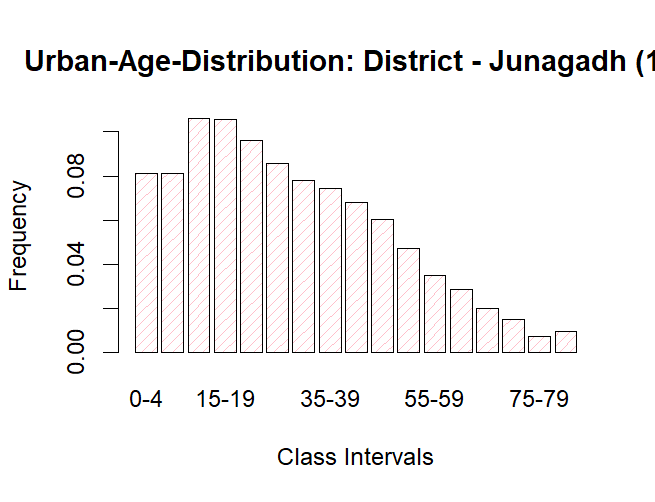 Urban-Age-Distribution: District - Junagadh (1
Frequency
0.08
0.04
0.00
0-4 15-19 35-39 55-59 75-79
Class Intervals